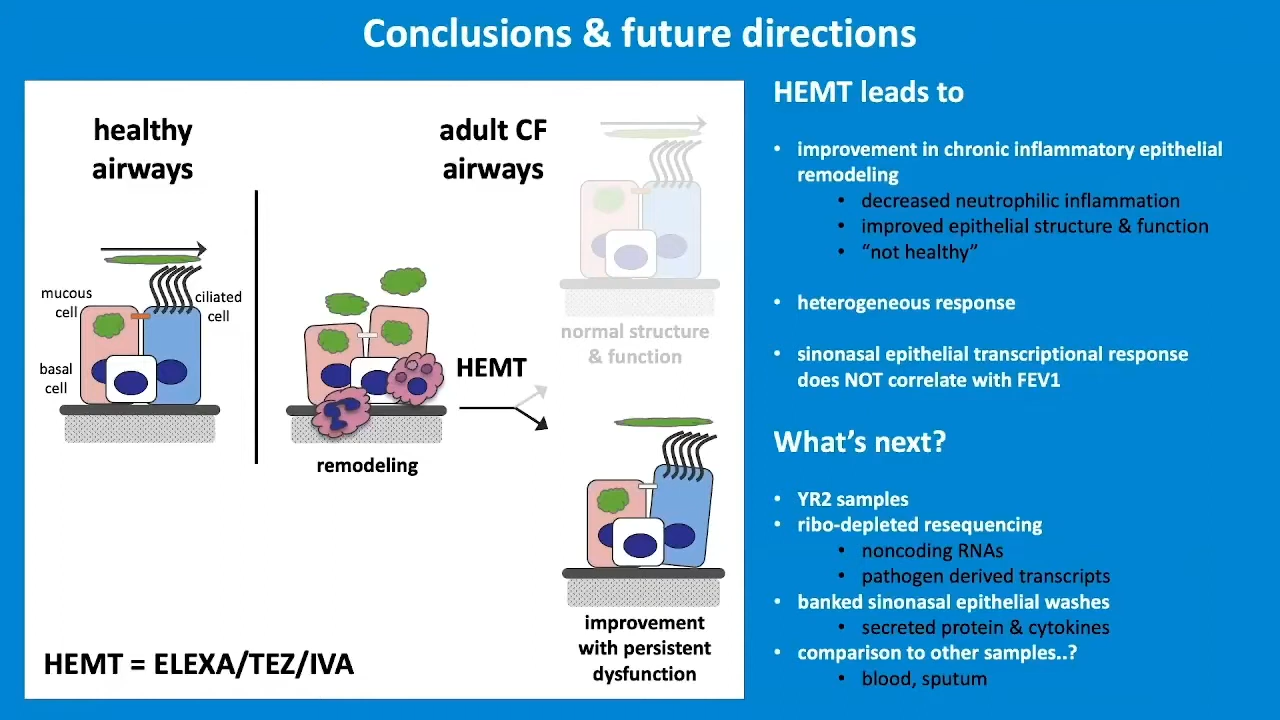 Conclusions & future directions
healthy
airways
adult CF
airways
mucous
cell
ciliated
cell
basal
cell
remodeling
HEMT
normal structure
& function
improvement
with persistent
dysfunction
HEMT = ELEXA/TEZ/IVA
HEMT leads to
• improvement in chronic inflammatory epithelial
remodeling
• decreased neutrophilic inflammation
• improved epithelial structure & function
• “not healthy”
• heterogeneous response
• sinonasal epithelial transcriptional response
does NOT correlate with FEV1
What’s next?
• YR2 samples
• ribo-depleted resequencing
• noncoding RNAs
• pathogen derived transcripts
• banked sinonasal epithelial washes
• secreted protein & cytokines
• comparison to other samples..?
• blood, sputum